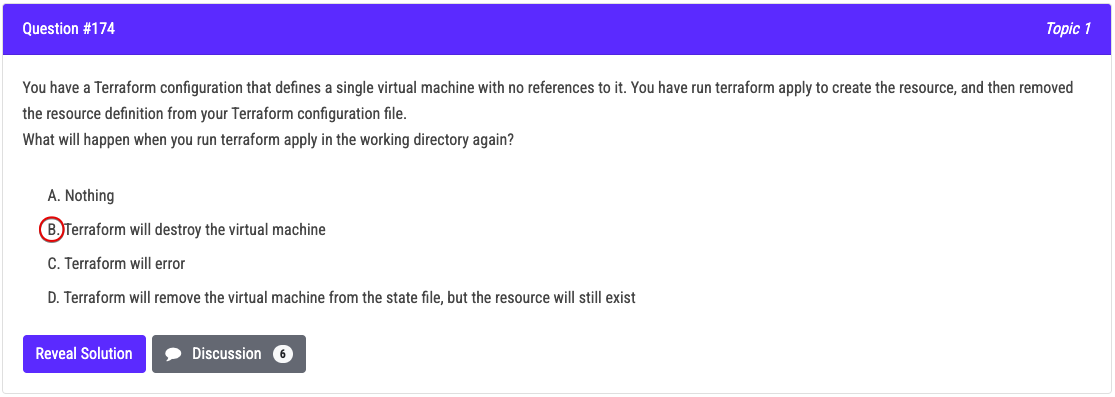 Question #174
Topic 1
You have a Terraform configuration that defines a single virtual machine with no references to it. You have run terraform apply to create the resource, and then removed
the resource definition from your Terraform configuration file.
What will happen when you run terraform apply in the working directory again?
A. Nothing
B. Terraform will destroy the virtual machine
C. Terraform will error
D. Terraform will remove the virtual machine from the state file, but the resource will still exist
Reveal Solution
Discussion 6